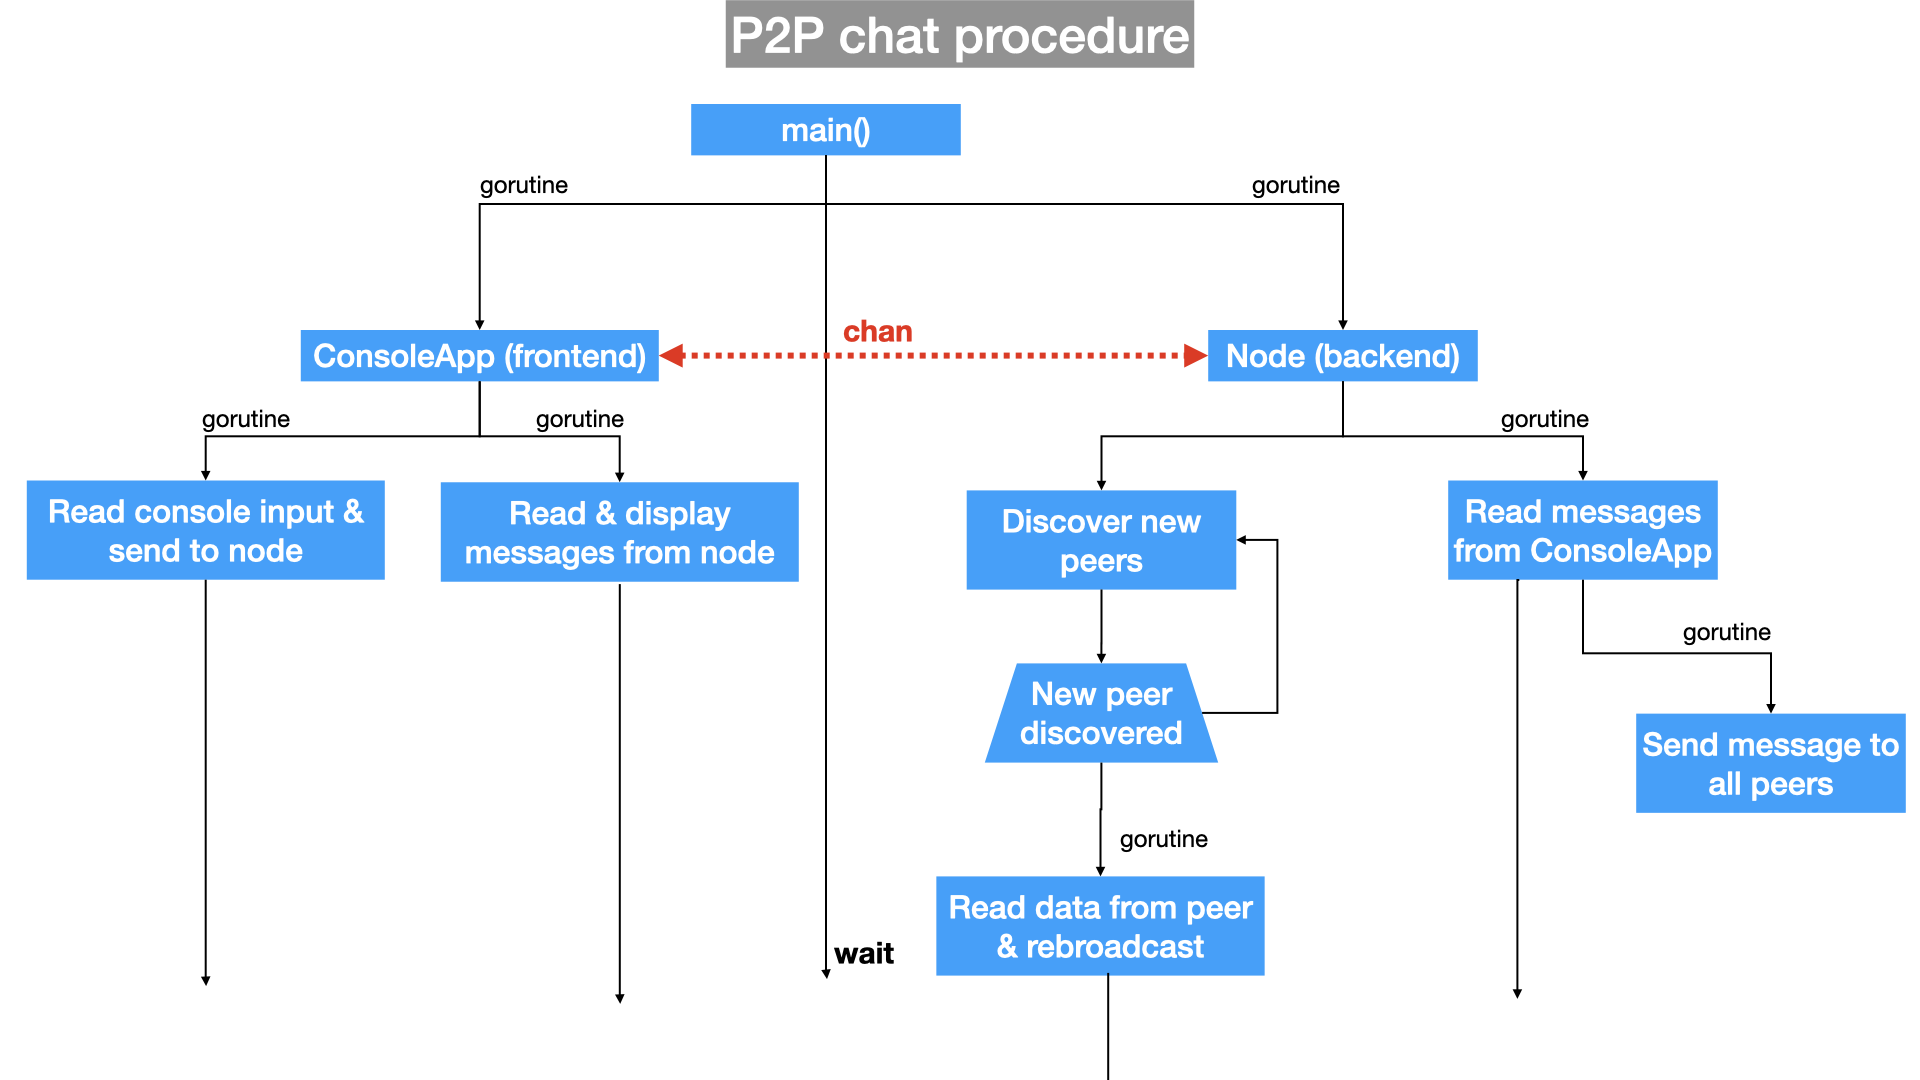 P2P chat procedure
main()
gorutine
gorutine
chan
ConsoleApp (frontend)
Node (backend)
gorutine
gorutine
gorutine
Read console input &
send to node
Read & display
messages from node
Discover new
peers
Read messages
from ConsoleApp
gorutine
New peer
discovered
Send message to
all peers
gorutine
Read data from peer
& rebroadcast
wait